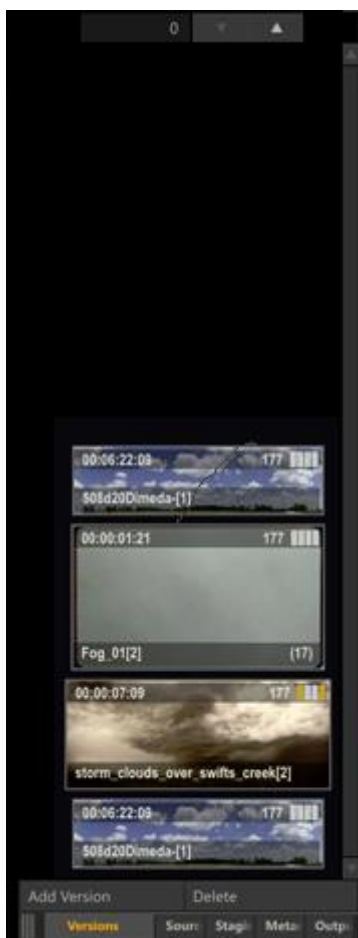 0
00:06:22:09 177
508d20Dimeda-[1]
00:00:01:21 177
Fog_01[2] (17)
00:00:07:09 177
storm_clouds_over_swifts_creek[2]
00:06:22:09 177
508d20Dimeda-[1]
Add Version Delete
Versions Sour Stagi Meta Outp